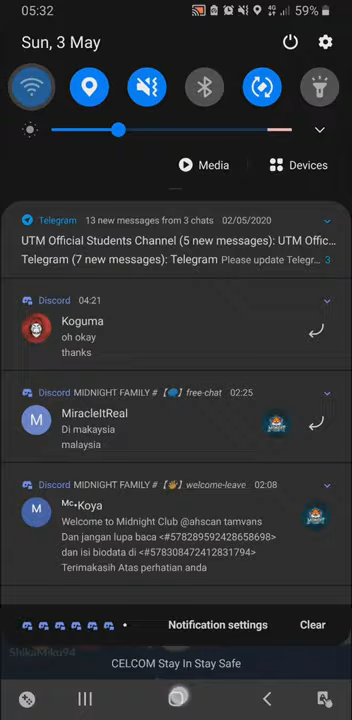 05:32
59%
Sun, 3 May
Media
Devices
Telegram 13 new messages from 3 chats 02/05/2020
UTM Official Students Channel (5 new messages): UTM Offic...
Telegram (7 new messages): Telegram Please update Telegr... 3
Discord 04:21
Koguma
oh okay
thanks
Discord MIDNIGHT FAMILY # 【💬】free-chat 02:25
M
MiracleItReal
Di makaysia
malaysia
Discord MIDNIGHT FAMILY # 【👋】welcome-leave 02:08
M
ᴹᶜ•Koya
Welcome to Midnight Club @ahscan tamvans
Dan jangan lupa baca <#578289592428658698>
dan isi biodata di <#578308472412831794>
Terimakasih Atas perhatian anda
Notification settings
Clear
ShikaMiku94
CELCOM Stay In Stay Safe